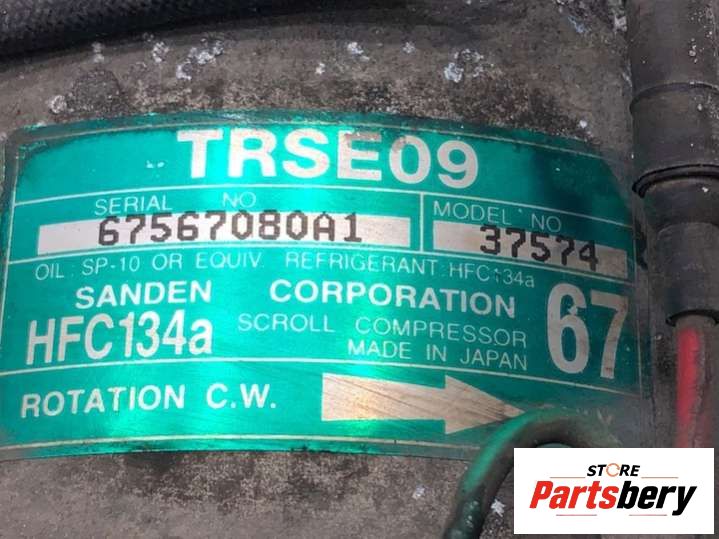 TRSE09
SERIAL NO
67567080A1
MODEL NO
37574
OIL : SP-10 OR EQUIV. REFRIGERANT : HFC134a
SANDEN CORPORATION
67
HFC134a
SCROLL COMPRESSOR
MADE IN JAPAN
ROTATION C.W.
STORE
Partsbery